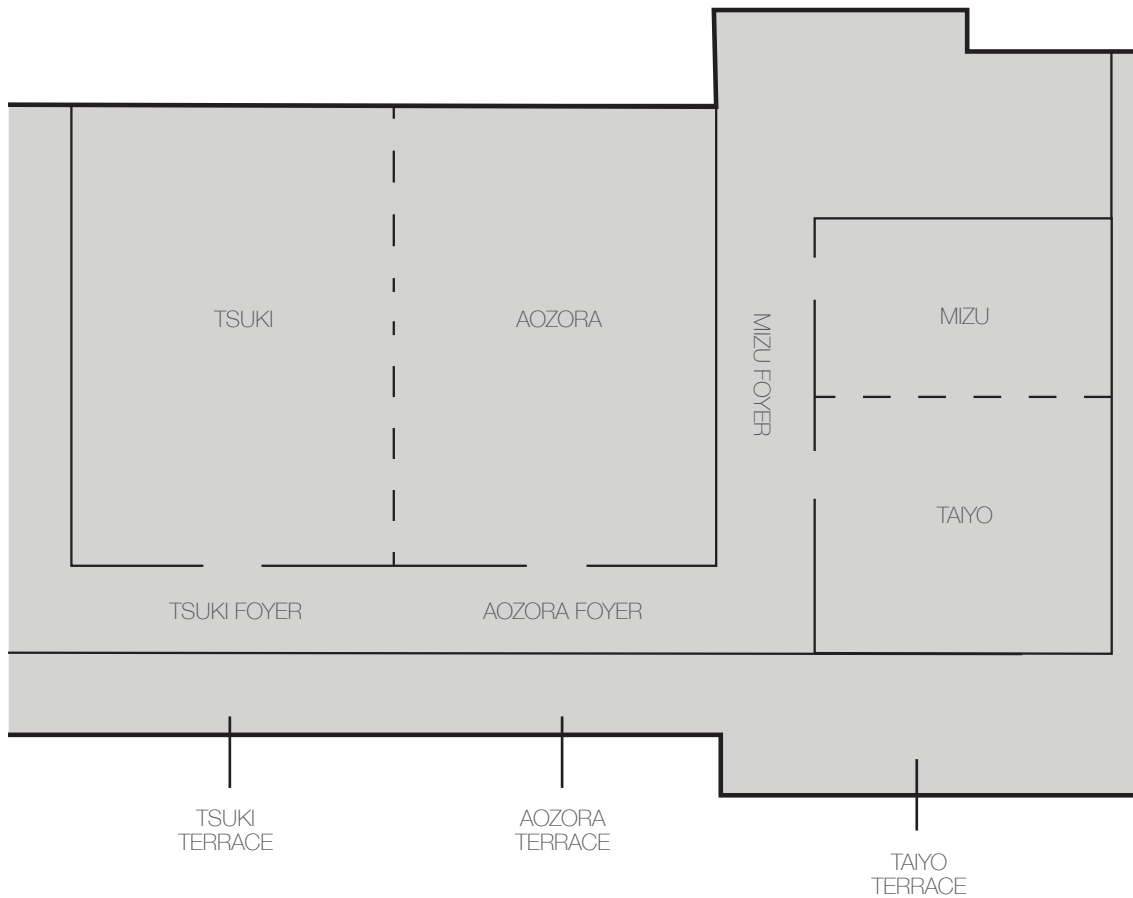 TSUKI
AOZORA
MIZU FOYER
MIZU
TAIYO
TSUKI FOYER
AOZORA FOYER
TSUKI
TERRACE
AOZORA
TERRACE
TAIYO
TERRACE